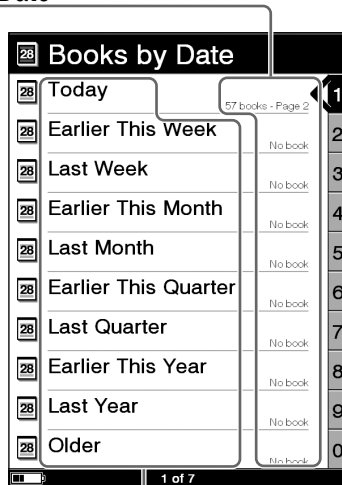 28 Books by Date
28 Today
57 books - Page 2
1
28 Earlier This Week
No book
2
28 Last Week
No book
3
28 Earlier This Month
No book
4
28 Last Month
No book
5
28 Earlier This Quarter
No book
6
28 Last Quarter
No book
7
28 Earlier This Year
No book
8
28 Last Year
No book
9
28 Older
No book
0
1 of 7